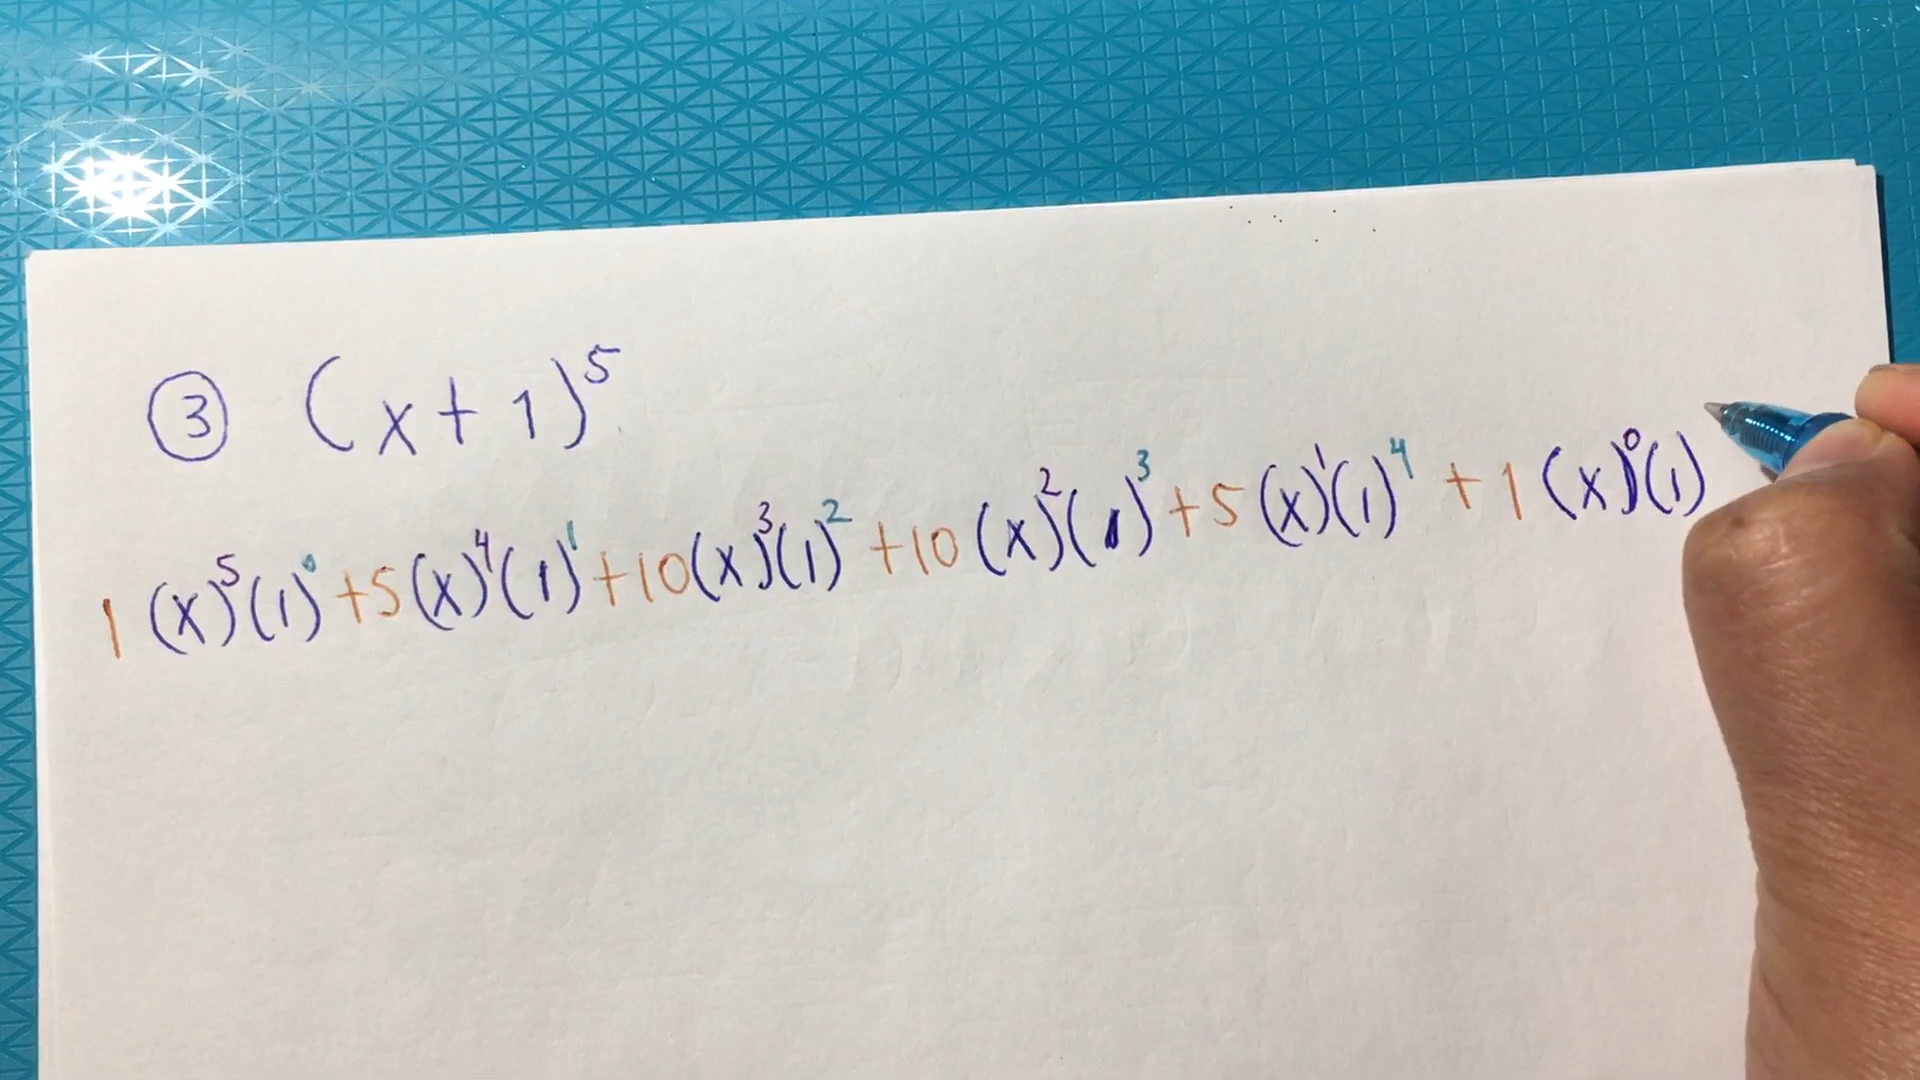 ③ (x+1)⁵
1 (x)⁵(1)⁰ +5(x)⁴(1)¹ +10(x)³(1)² +10 (x)²(1)³ +5 (x)¹(1)⁴ + 1 (x)⁰(1)